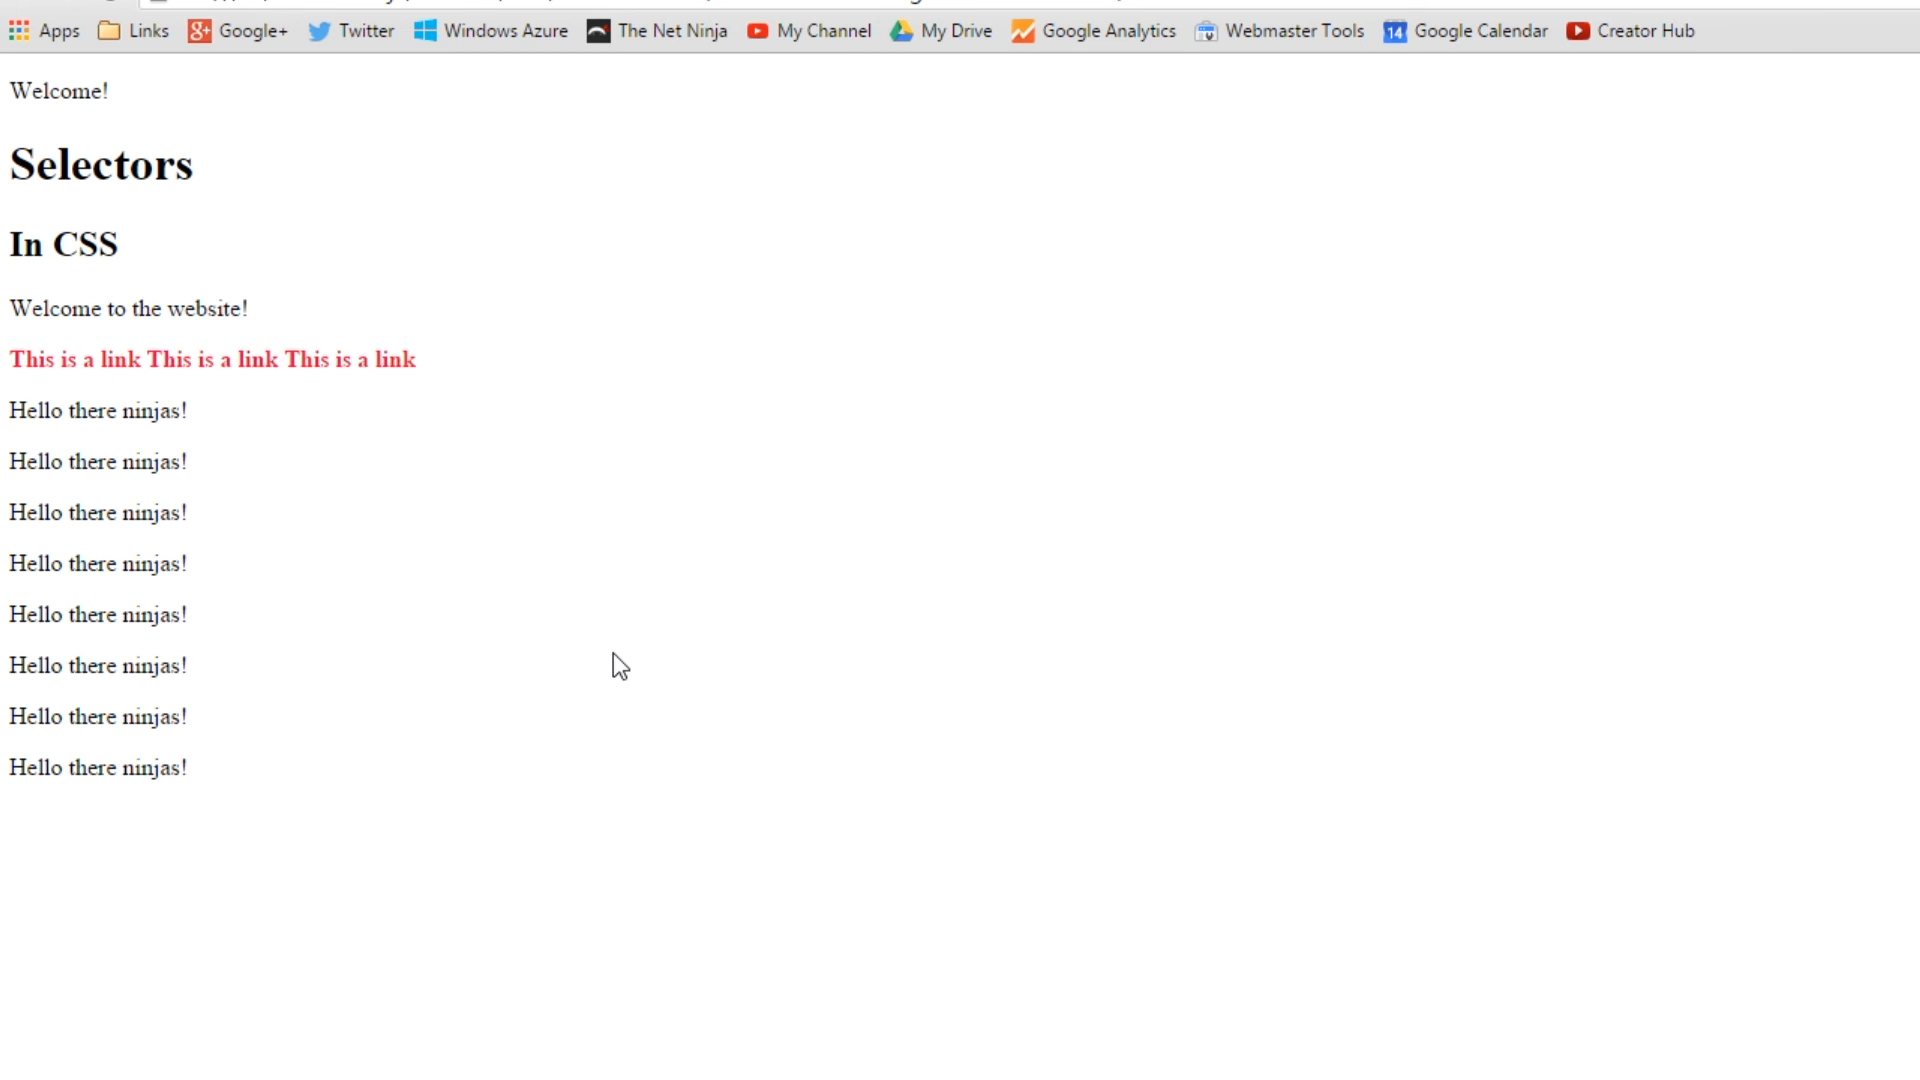 Apps Links Google+ Twitter Windows Azure The Net Ninja My Channel My Drive Google Analytics Webmaster Tools 14 Google Calendar Creator Hub
Welcome!
Selectors
In CSS
Welcome to the website!
This is a link This is a link This is a link
Hello there ninjas!
Hello there ninjas!
Hello there ninjas!
Hello there ninjas!
Hello there ninjas!
Hello there ninjas!
Hello there ninjas!
Hello there ninjas!